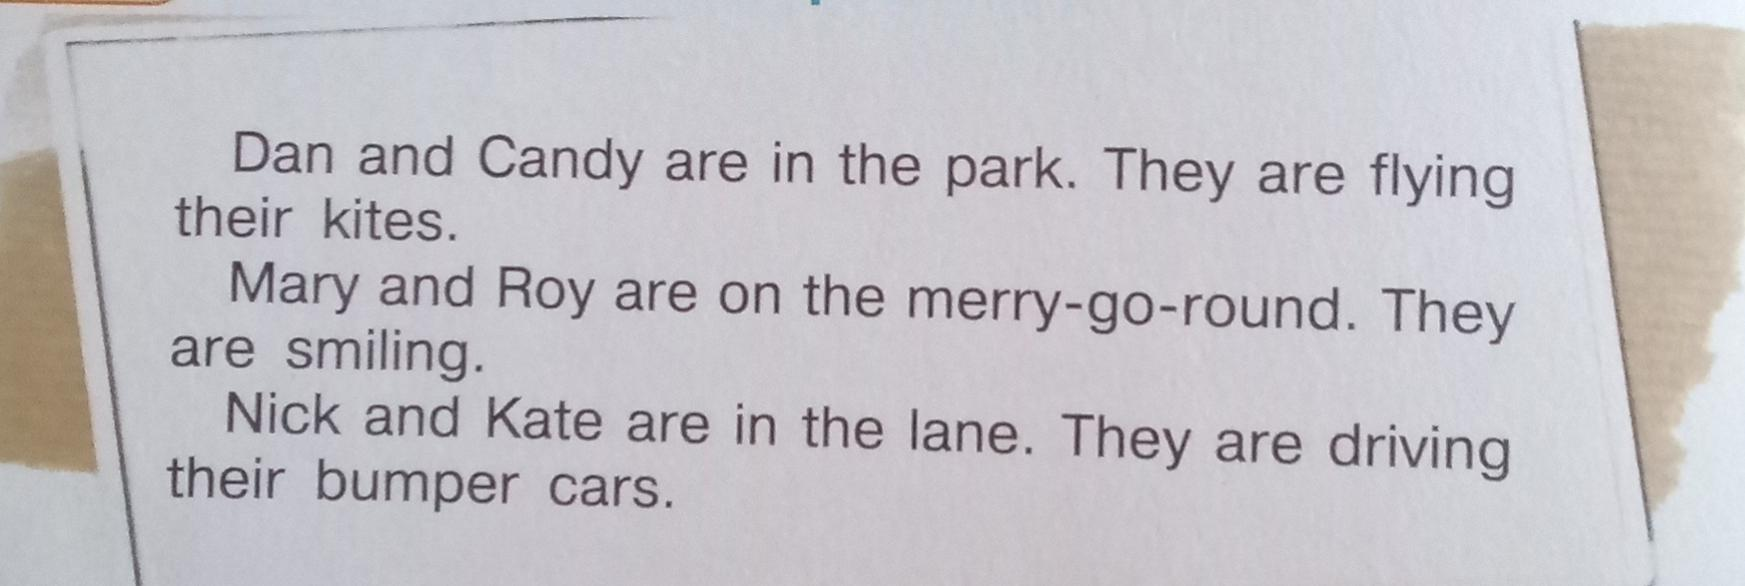 Dan and Candy are in the park. They are flying
their kites.
Mary and Roy are on the merry-go-round. They
are smiling.
Nick and Kate are in the lane. They are driving
their bumper cars.